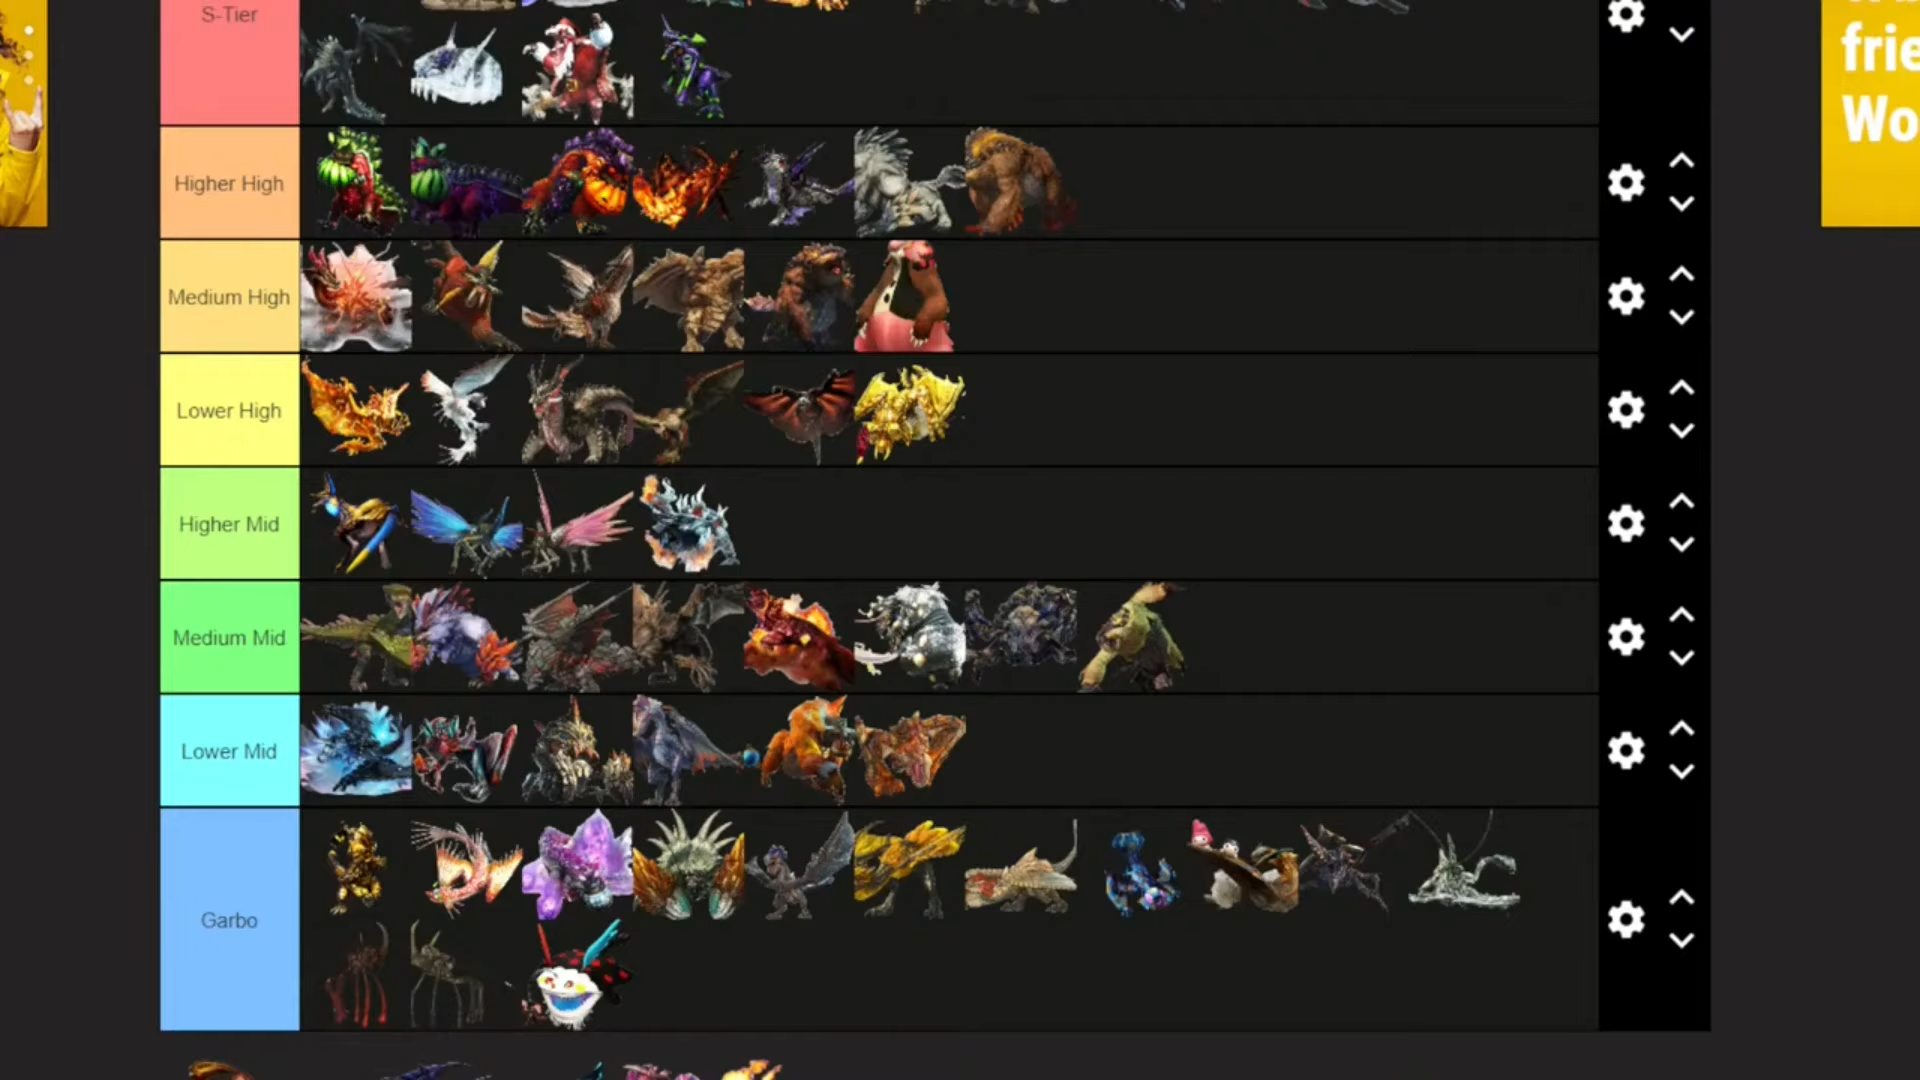 S-Tier
frie
Wo
Higher High
Medium High
Lower High
Higher Mid
Medium Mid
Lower Mid
Garbo